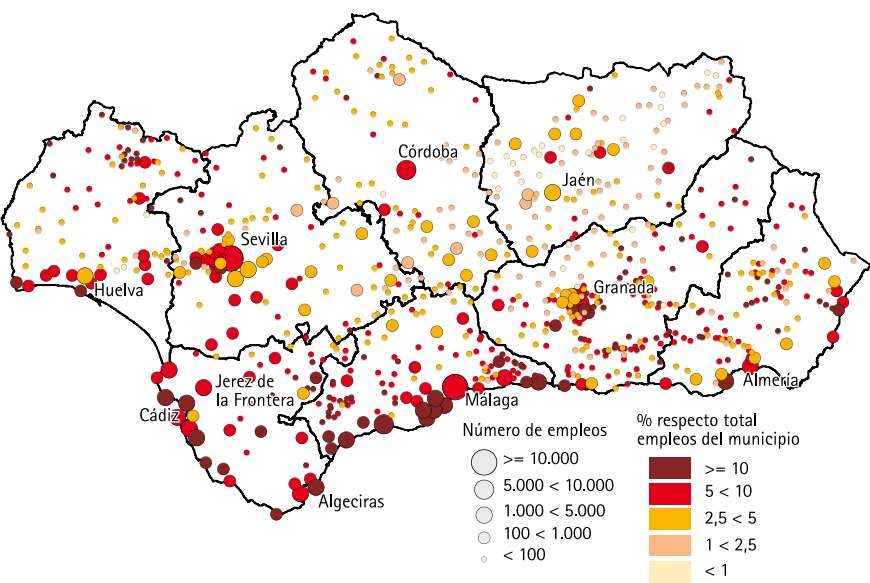 Córdoba
Jaén
Sevilla
Huelva
Granada
Jerez de
la Frontera
Cádiz
Málaga
Almería
Algeciras
Número de empleos
>= 10.000
5.000 < 10.000
1.000 < 5.000
100 < 1.000
< 100
% respecto total
empleos del municipio
>= 10
5 < 10
2,5 < 5
1 < 2,5
< 1